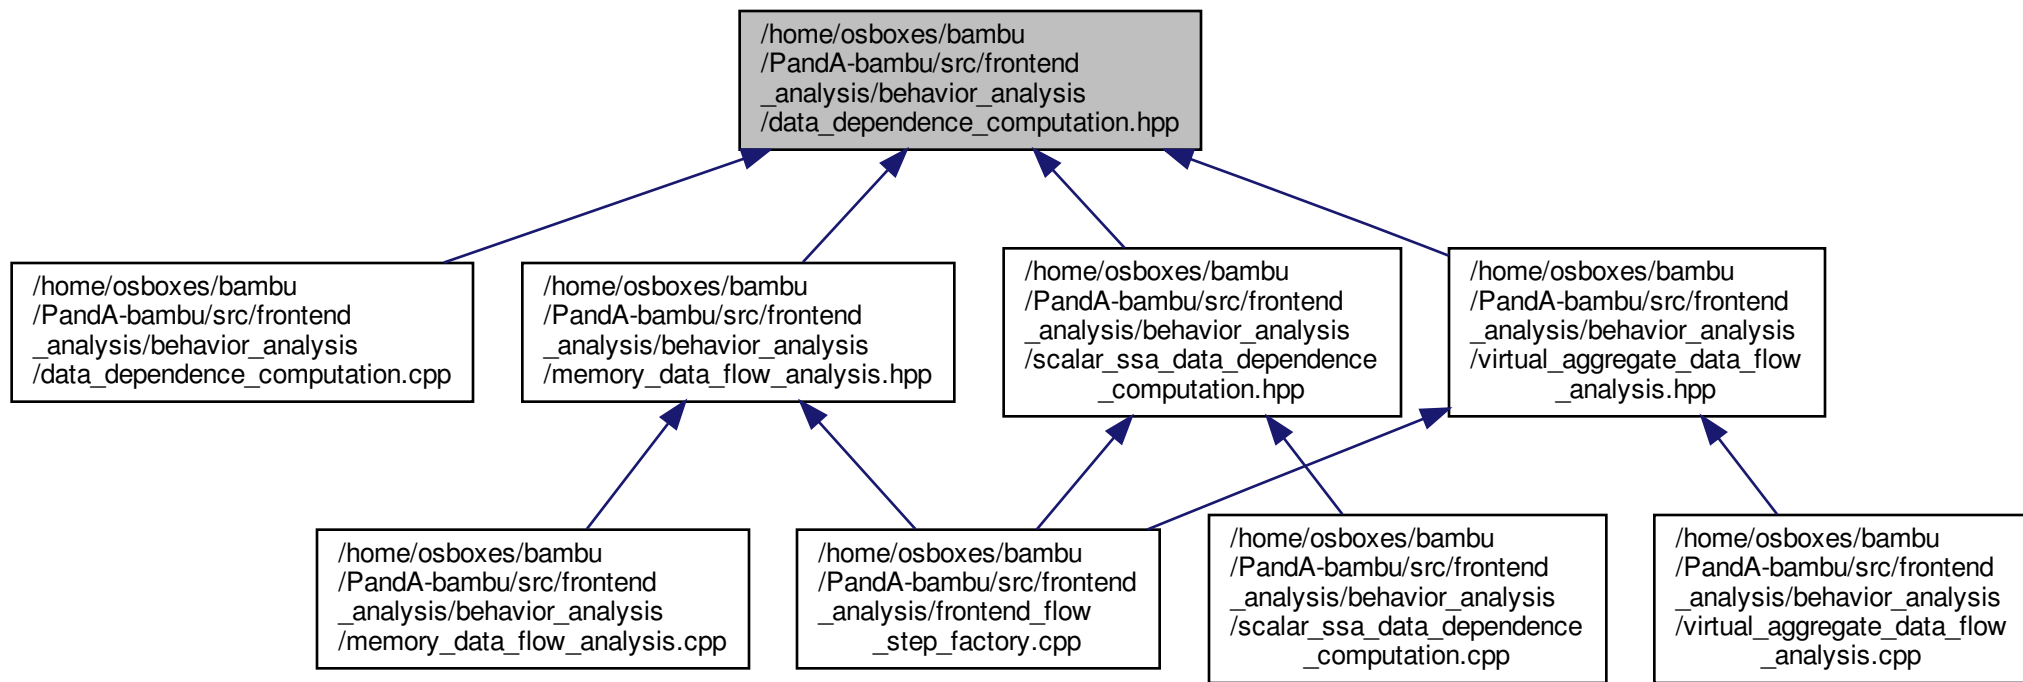 /home/osboxes/bambu
/PandA-bambu/src/frontend
_analysis/behavior_analysis
/data_dependence_computation.hpp
/home/osboxes/bambu
/PandA-bambu/src/frontend
_analysis/behavior_analysis
/data_dependence_computation.cpp
/home/osboxes/bambu
/PandA-bambu/src/frontend
_analysis/behavior_analysis
/memory_data_flow_analysis.hpp
/home/osboxes/bambu
/PandA-bambu/src/frontend
_analysis/behavior_analysis
/scalar_ssa_data_dependence
_computation.hpp
/home/osboxes/bambu
/PandA-bambu/src/frontend
_analysis/behavior_analysis
/virtual_aggregate_data_flow
_analysis.hpp
/home/osboxes/bambu
/PandA-bambu/src/frontend
_analysis/behavior_analysis
/memory_data_flow_analysis.cpp
/home/osboxes/bambu
/PandA-bambu/src/frontend
_analysis/frontend_flow
_step_factory.cpp
/home/osboxes/bambu
/PandA-bambu/src/frontend
_analysis/behavior_analysis
/scalar_ssa_data_dependence
_computation.cpp
/home/osboxes/bambu
/PandA-bambu/src/frontend
_analysis/behavior_analysis
/virtual_aggregate_data_flow
_analysis.cpp